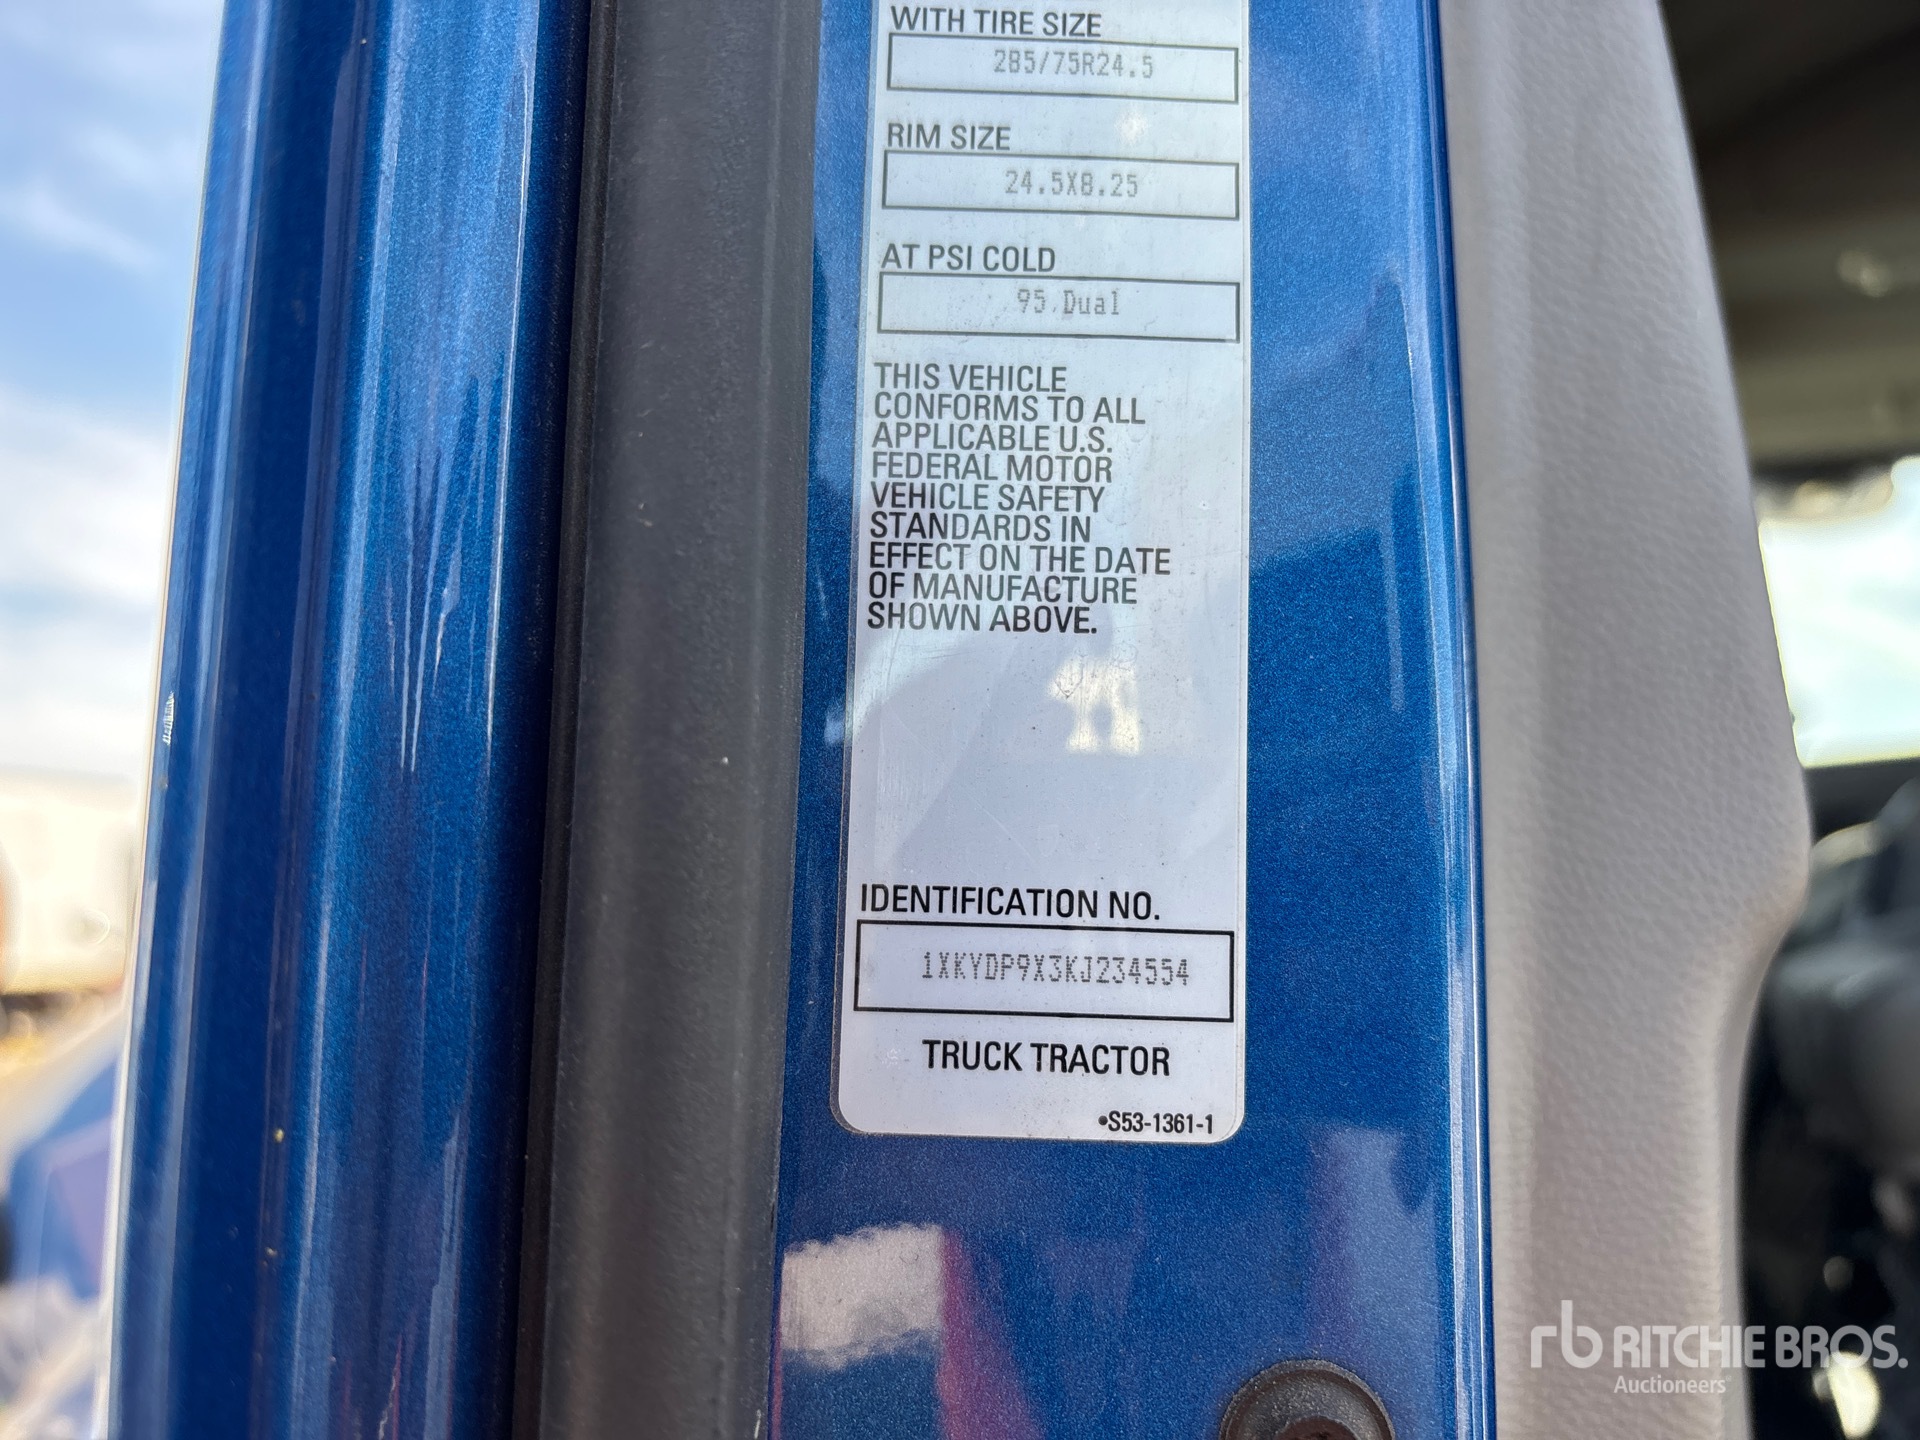 WITH TIRE SIZE
285/75R24.5
RIM SIZE
24.5X8.25
AT PSI COLD
95,Dual
THIS VEHICLE
CONFORMS TO ALL
APPLICABLE U.S.
FEDERAL MOTOR
VEHICLE SAFETY
STANDARDS IN
EFFECT ON THE DATE
OF MANUFACTURE
SHOWN ABOVE.
IDENTIFICATION NO.
1XKYDP9X3KJ234554
TRUCK TRACTOR
•S53-1361-1
rb RITCHIE BROS.
Auctioneers